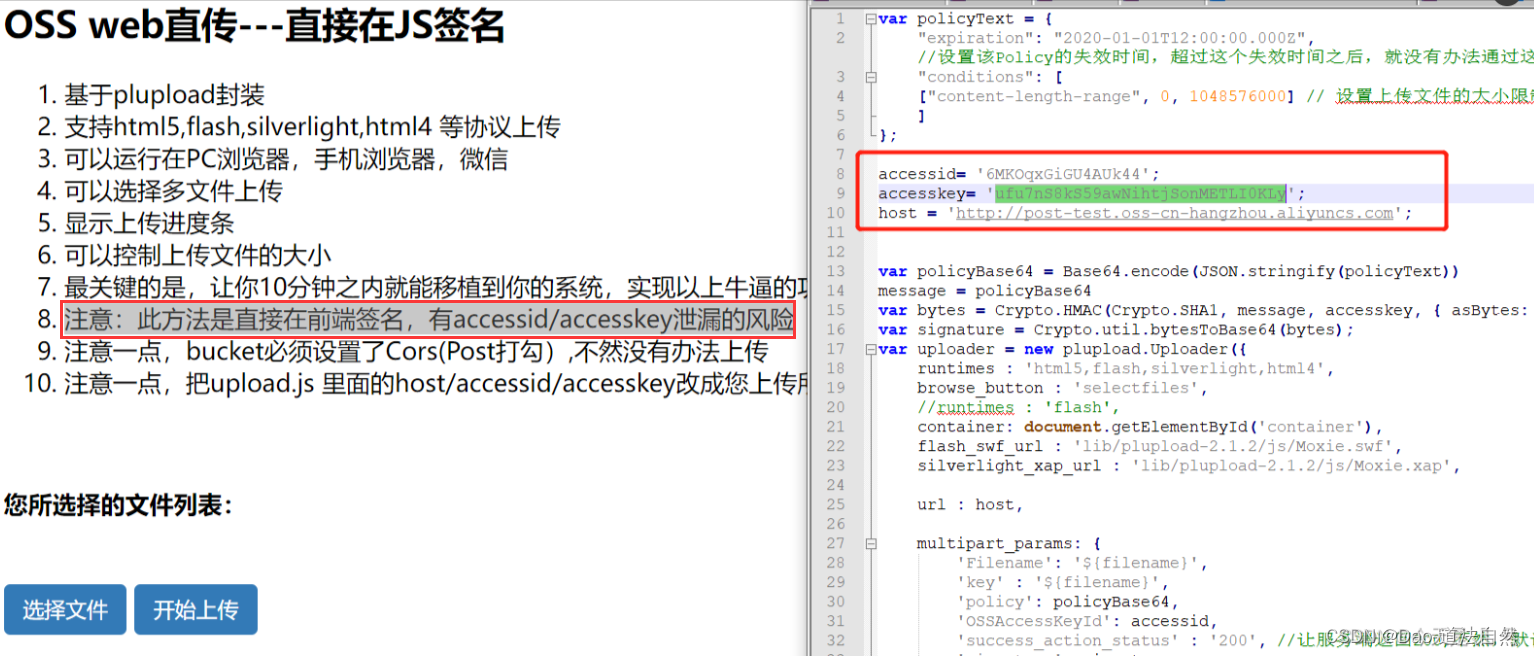 OSS web直传---直接在JS签名
1. 基于plupload封装
2. 支持html5,flash,silverlight,html4 等协议上传
3. 可以运行在PC浏览器，手机浏览器，微信
4. 可以选择多文件上传
5. 显示上传进度条
6. 可以控制上传文件的大小
7. 最关键的是，让你10分钟之内就能移植到你的系统，实现以上牛逼的
8. 注意：此方法是直接在前端签名，有accessid/accesskey泄漏的风险
9. 注意一点，bucket必须设置了Cors(Post打勾）,不然没有办法上传
10. 注意一点，把upload.js 里面的host/accessid/accesskey改成您上传
您所选择的文件列表：
选择文件 开始上传
1 var policyText = {
2 "expiration": "2020-01-01T12:00:00.000Z",
//设置该Policy的失效时间，超过这个失效时间之后，就没有办法通过这
3 "conditions": [
4 ["content-length-range", 0, 1048576000] // 设置上传文件的大小限
5 ]
6 };
7
8 accessid= '6MKOqxGiGU4AUk44';
9 accesskey= 'ufu7nS8kS59awNihtjSonMETLI0KLy';
10 host = 'http://post-test.oss-cn-hangzhou.aliyuncs.com';
11
12
13 var policyBase64 = Base64.encode(JSON.stringify(policyText))
14 message = policyBase64
15 var bytes = Crypto.HMAC(Crypto.SHA1, message, accesskey, { asBytes:
16 var signature = Crypto.util.bytesToBase64(bytes);
17 var uploader = new plupload.Uploader({
18 runtimes : 'html5,flash,silverlight,html4',
19 browse_button : 'selectfiles',
20 //runtimes : 'flash',
21 container: document.getElementById('container'),
22 flash_swf_url : 'lib/plupload-2.1.2/js/Moxie.swf',
23 silverlight_xap_url : 'lib/plupload-2.1.2/js/Moxie.xap',
24
25 url : host,
26
27 multipart_params: {
28 'Filename': '${filename}',
29 'key' : '${filename}',
30 'policy': policyBase64,
31 'OSSAccessKeyId': accessid,
32 'success_action_status' : '200', //让服务端返回